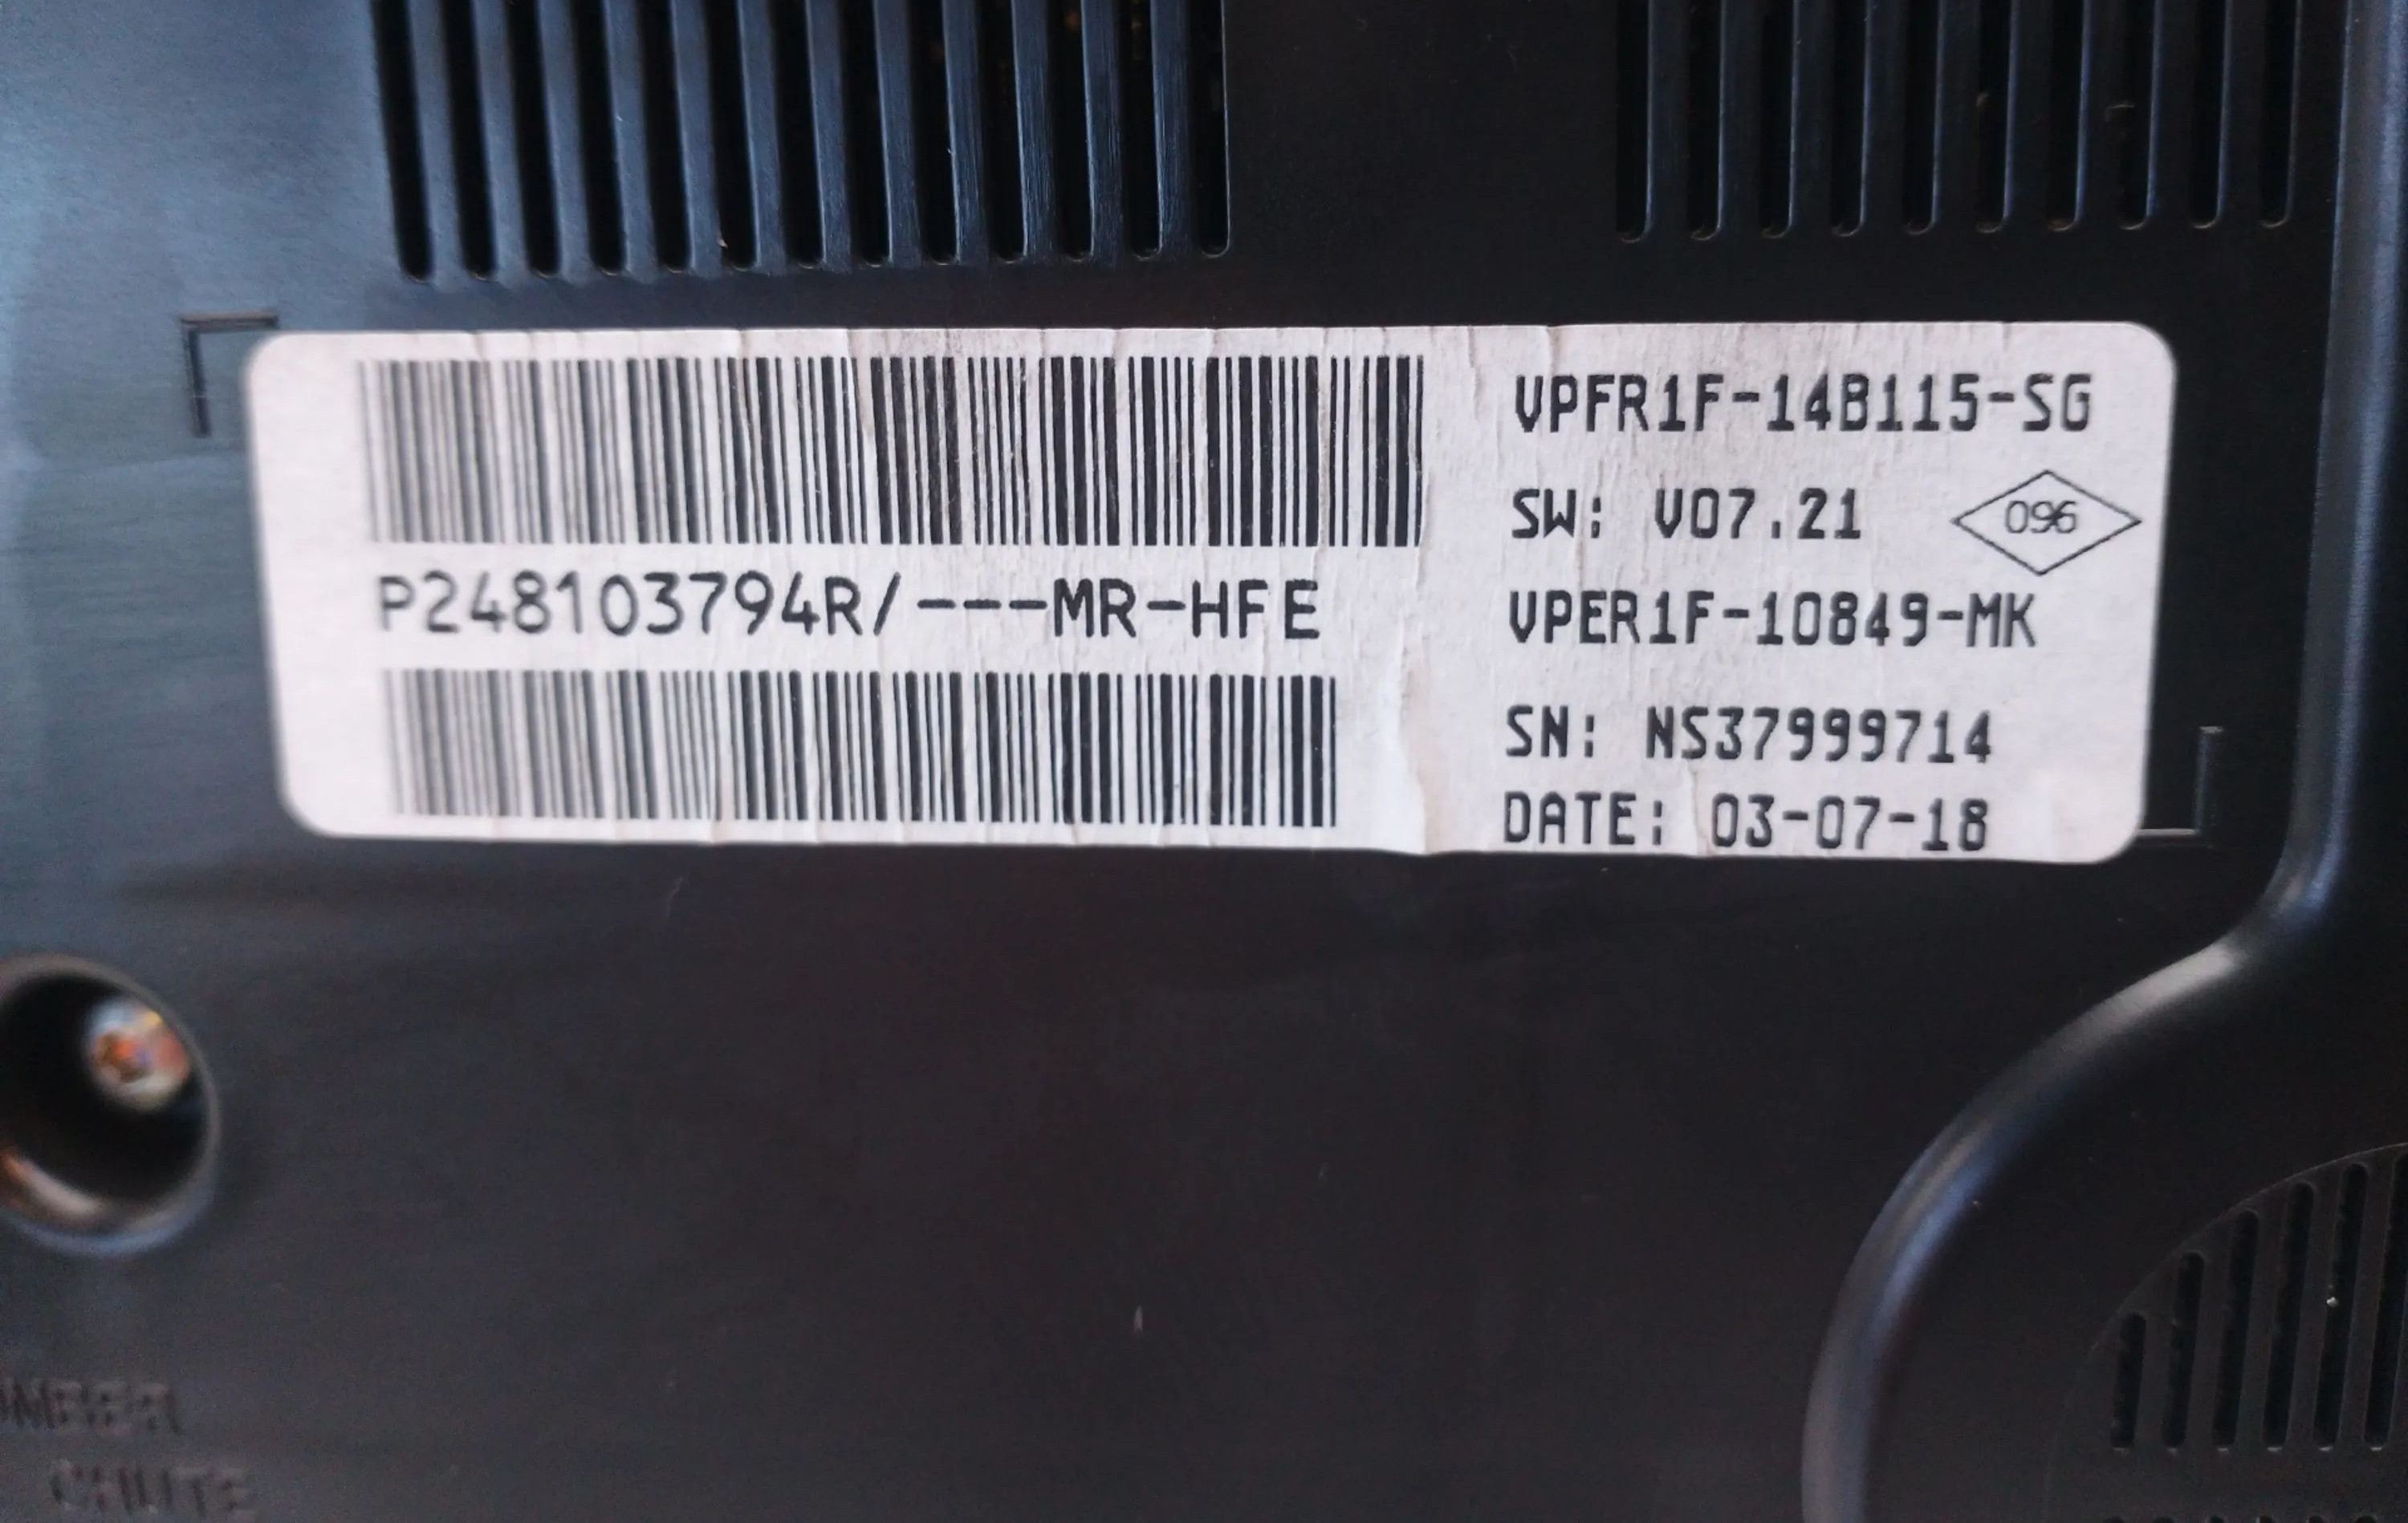 VPFR1F-14B115-SG
SW: V07.21
096
P248103794R/---MR-HFE
VPER1F-10849-MK
SN: NS37999714
DATE: 03-07-18